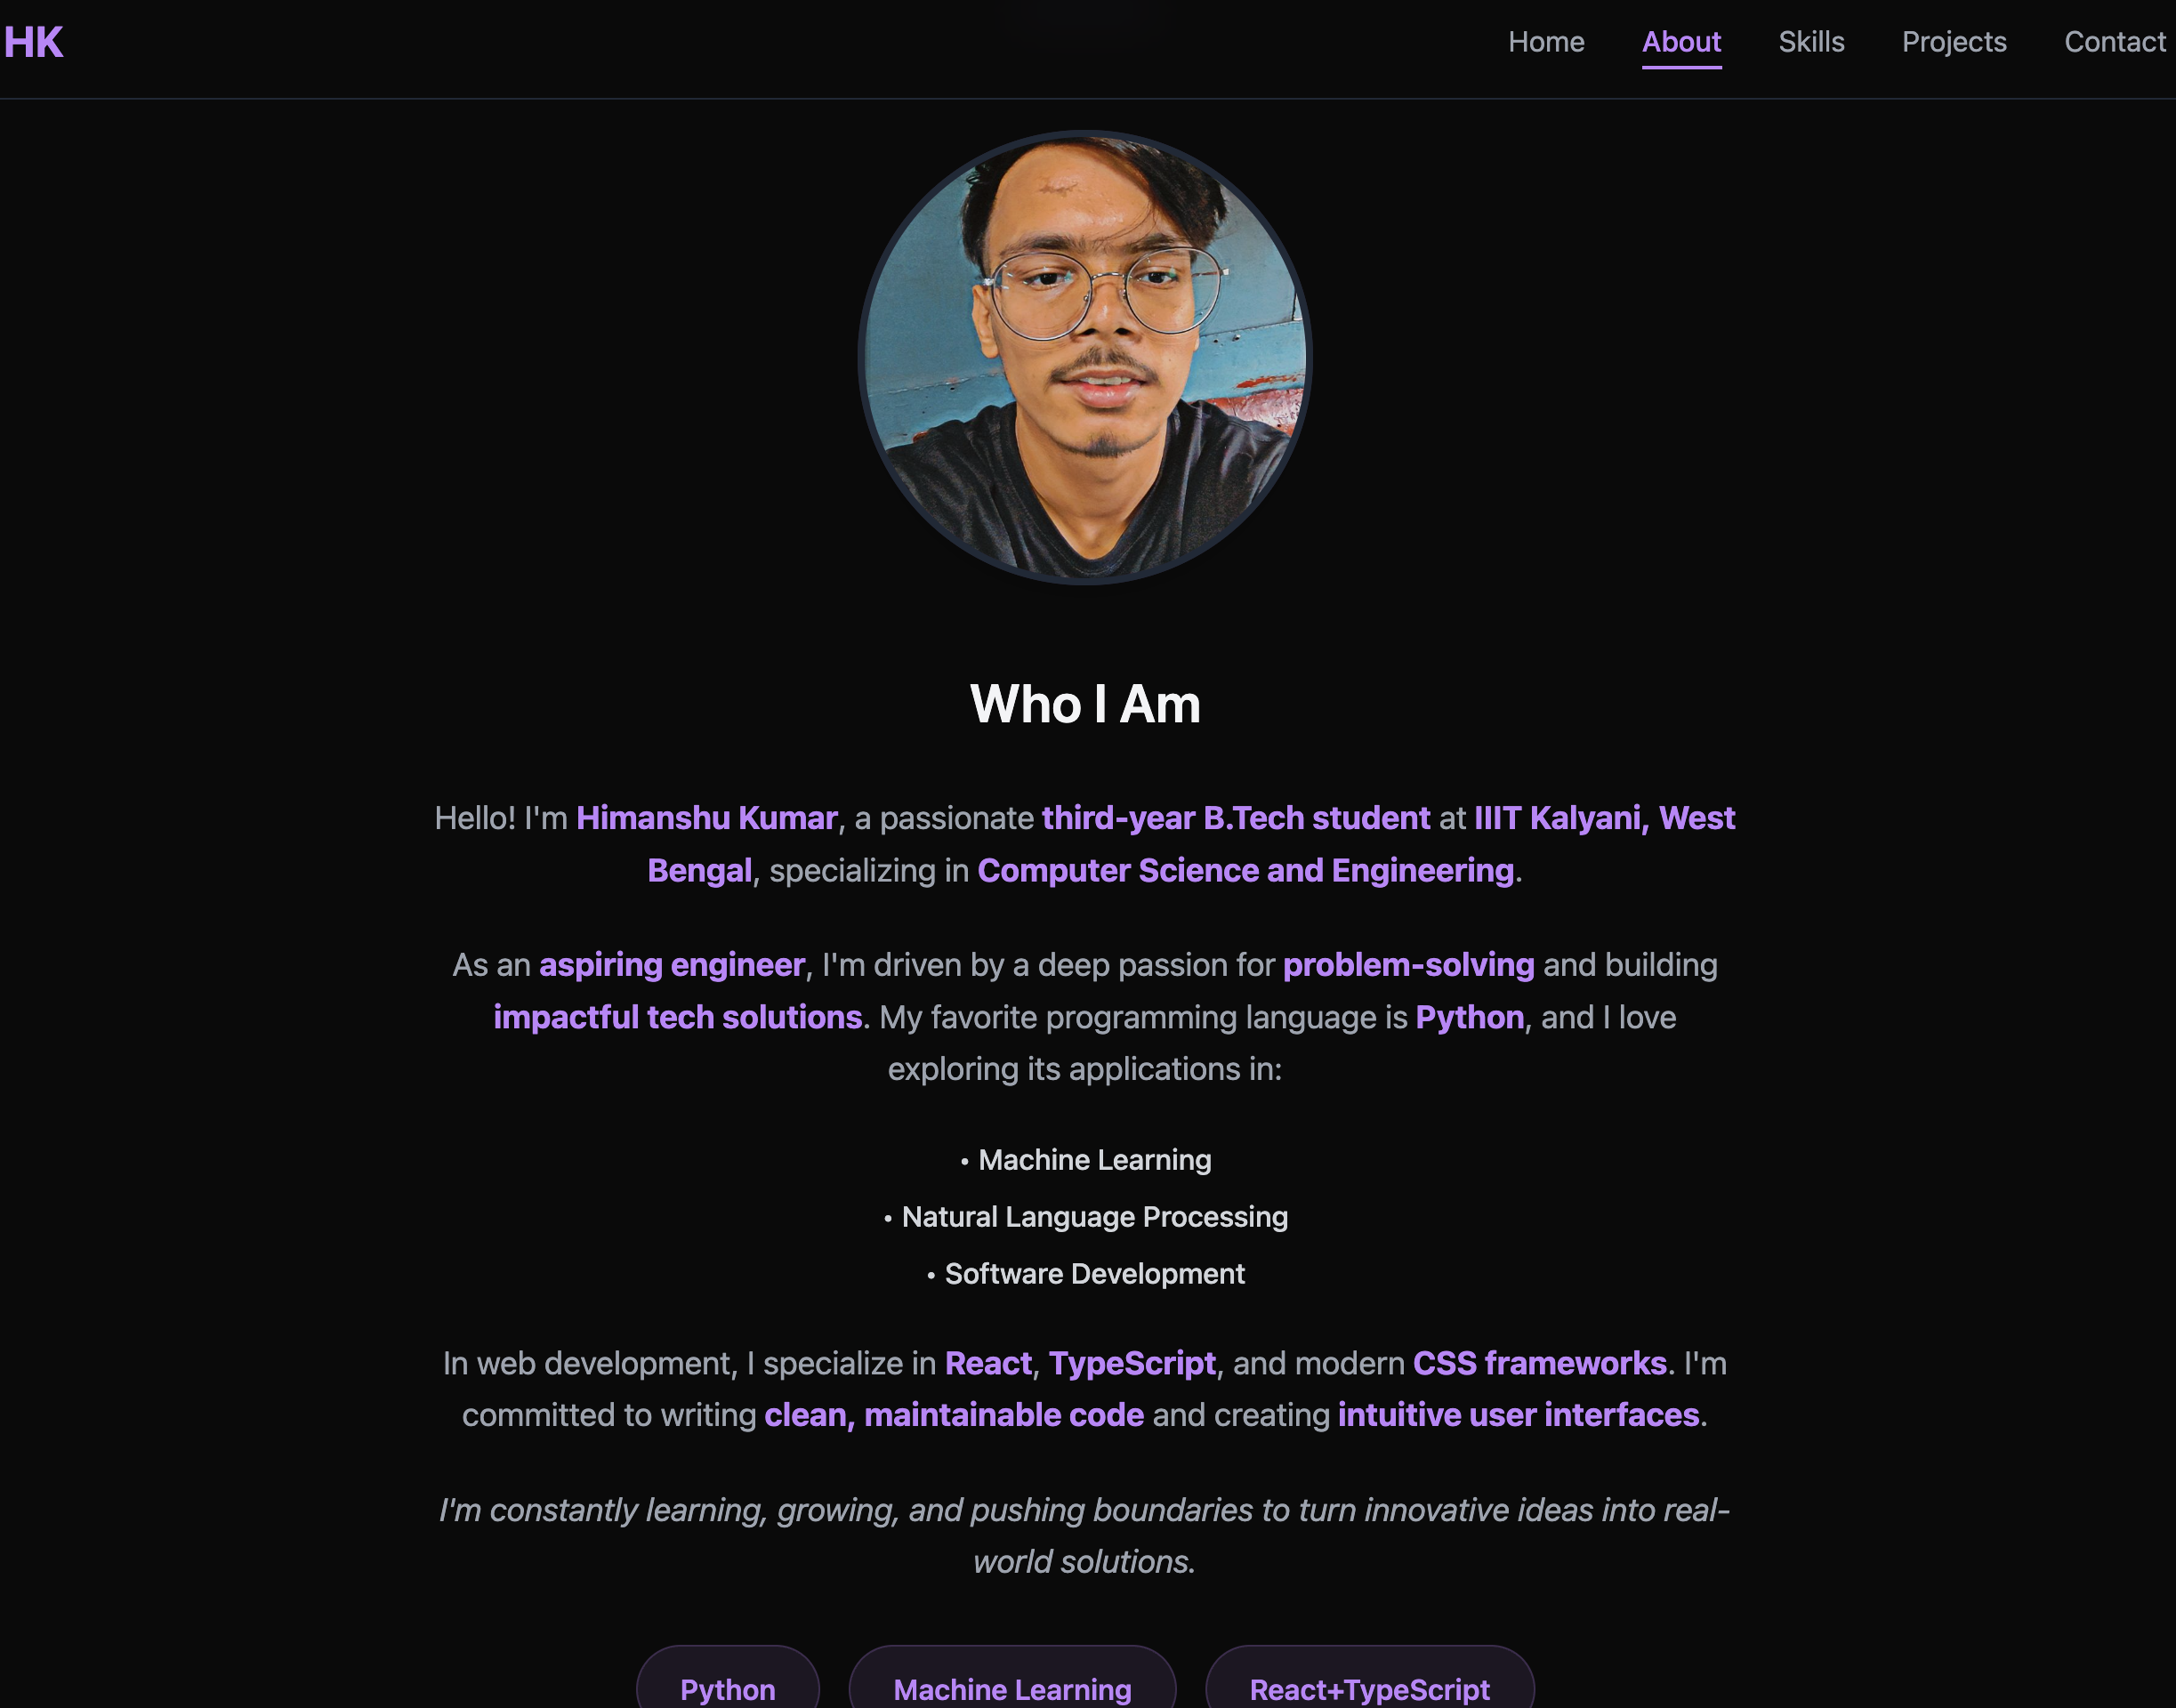 HK
Home About Skills Projects Contact
Who I Am
Hello! I'm Himanshu Kumar, a passionate third-year B.Tech student at IIIT Kalyani, West
Bengal, specializing in Computer Science and Engineering.
As an aspiring engineer, I'm driven by a deep passion for problem-solving and building
impactful tech solutions. My favorite programming language is Python, and I love
exploring its applications in:
• Machine Learning
• Natural Language Processing
• Software Development
In web development, I specialize in React, TypeScript, and modern CSS frameworks. I'm
committed to writing clean, maintainable code and creating intuitive user interfaces.
I'm constantly learning, growing, and pushing boundaries to turn innovative ideas into real-
world solutions.
Python Machine Learning React+TypeScript